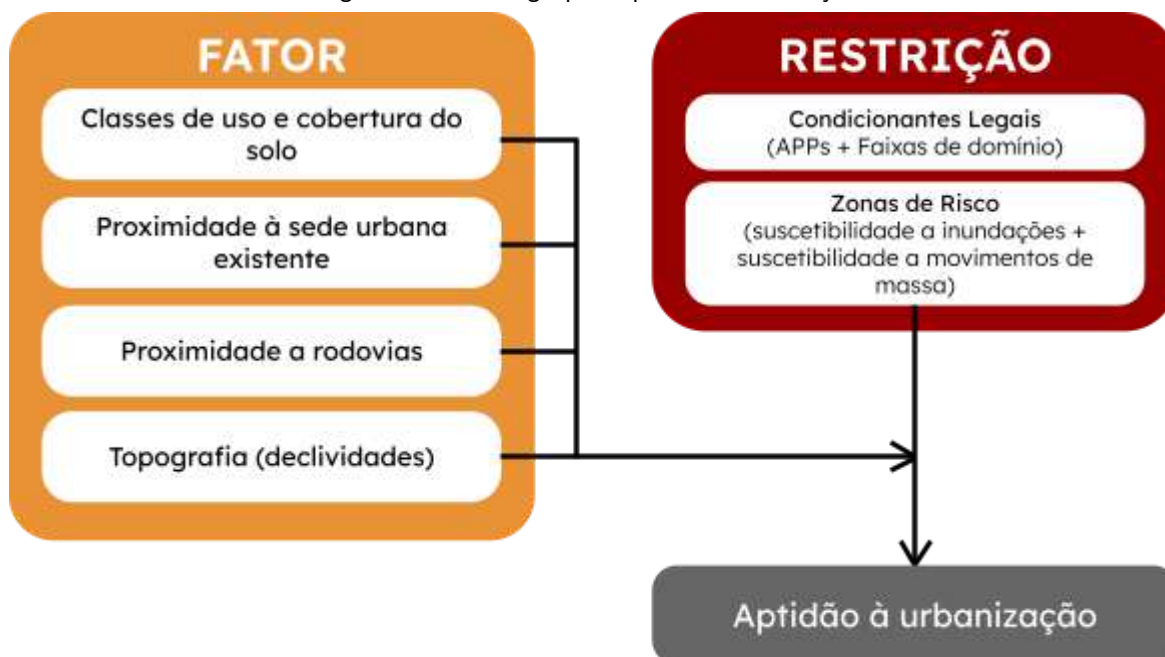 FATOR
Classes de uso e cobertura do
solo
Proximidade à sede urbana
existente
Proximidade a rodovias
Topografia (declividades)
RESTRIÇÃO
Condicionantes Legais
(APPs + Faixas de domínio)
Zonas de Risco
(suscetibilidade a inundações +
suscetibilidade a movimentos de
massa)
Aptidão à urbanização